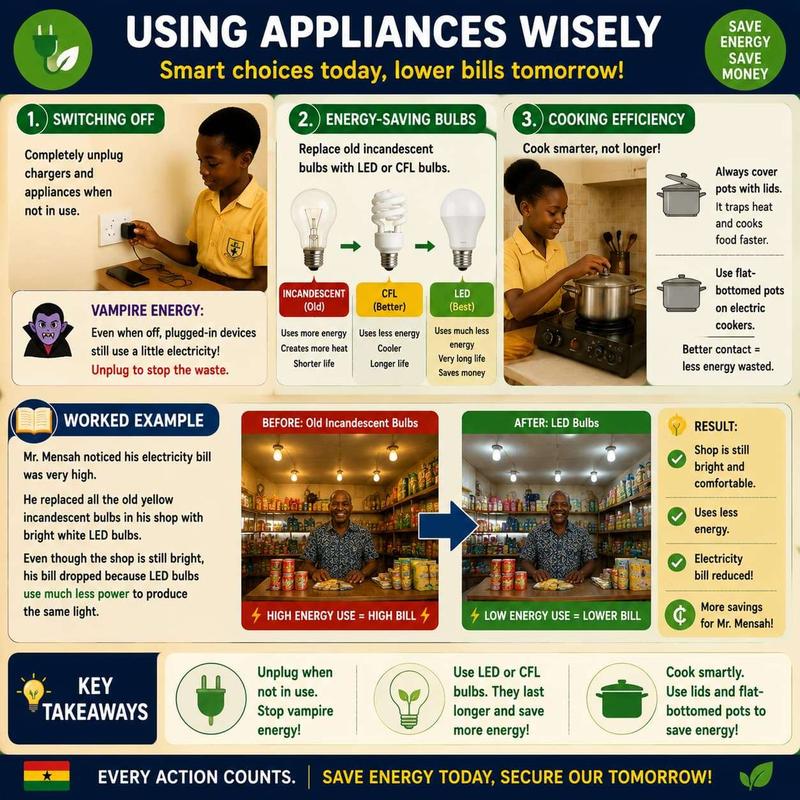 USING APPLIANCES WISELY
Smart choices today, lower bills tomorrow!
SAVE
ENERGY
SAVE
MONEY
1. SWITCHING OFF
Completely unplug
chargers and
appliances when
not in use.
VAMPIRE ENERGY:
Even when off, plugged-in devices
still use a little electricity!
Unplug to stop the waste.
2. ENERGY-SAVING BULBS
Replace old incandescent
bulbs with LED or CFL bulbs.
INCANDESCENT
(Old)
Uses more energy
Creates more heat
Shorter life
CFL
(Better)
Uses less energy
Cooler
Longer life
LED
(Best)
Uses much less
energy
Very long life
Saves money
3. COOKING EFFICIENCY
Cook smarter, not longer!
Always cover
pots with lids.
It traps heat
and cooks
food faster.
Use flat-
bottomed pots
on electric
cookers.
Better contact =
less energy wasted.
WORKED EXAMPLE
Mr. Mensah noticed his electricity bill
was very high.
He replaced all the old yellow
incandescent bulbs in his shop with
bright white LED bulbs.
Even though the shop is still bright,
his bill dropped because LED bulbs
use much less power to produce
the same light.
BEFORE: Old Incandescent Bulbs
HIGH ENERGY USE = HIGH BILL
AFTER: LED Bulbs
LOW ENERGY USE = LOWER BILL
RESULT:
Shop is still
bright and
comfortable.
Uses less
energy.
Electricity
bill reduced!
₵
More savings
for Mr. Mensah!
KEY
TAKEAWAYS
Unplug when
not in use.
Stop vampire
energy!
Use LED or CFL
bulbs. They last
longer and save
more energy!
Cook smartly.
Use lids and flat-
bottomed pots to
save energy!
EVERY ACTION COUNTS. | SAVE ENERGY TODAY, SECURE OUR TOMORROW!